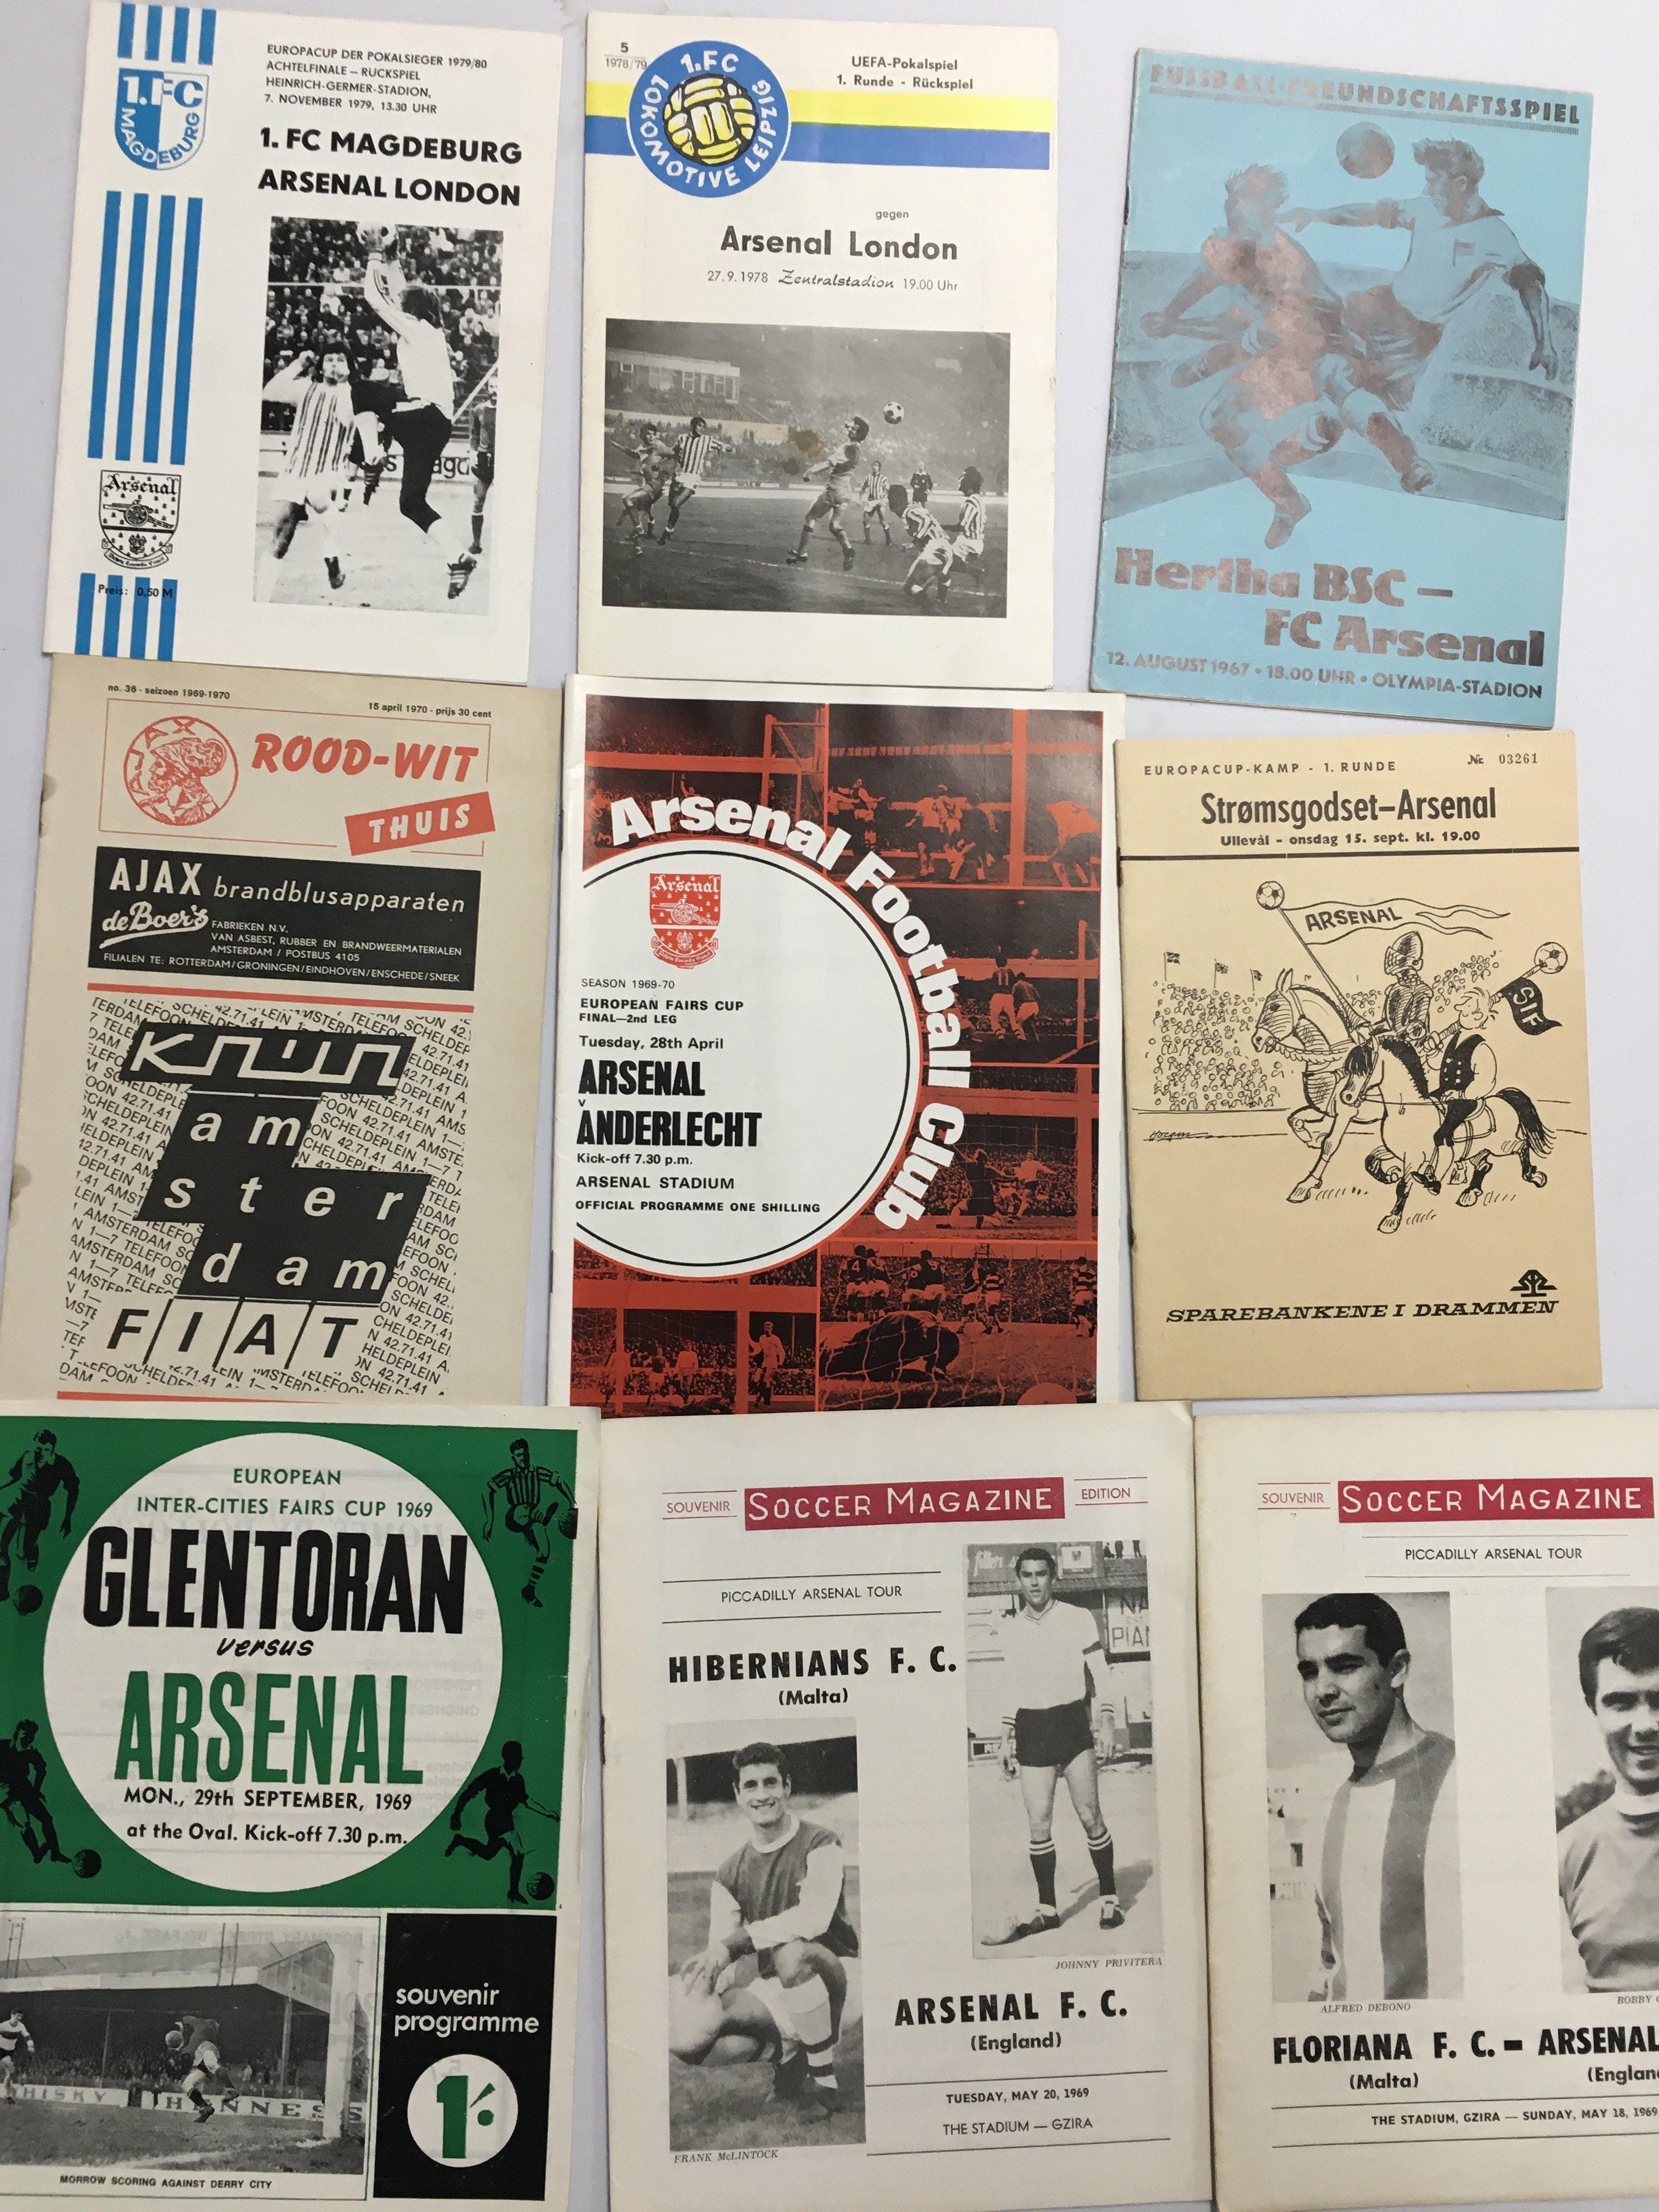 EUROPACUP DER POKALSIEGER 1979/80
ACHTELFINALE – RÜCKSPIEL
HEINRICH-GERMER-STADION,
7. NOVEMBER 1979, 13.30 UHR
1. FC MAGDEBURG
ARSENAL LONDON
1.FC
MAGDEBURG
Arsenal
Preis: 0,50 M
5
1978/79
1.FC
LOKOMOTIVE LEIPZIG
UEFA-Pokalspiel
1. Runde - Rückspiel
gegen
Arsenal London
27.9.1978 Zentralstadion 19.00 Uhr
FUSSBALL-FREUNDSCHAFTSSPIEL
Hertha BSC –
FC Arsenal
12. AUGUST 1967 • 18.00 UHR • OLYMPIA-STADION
no. 36 - seizoen 1969-1970
15 april 1970 - prijs 30 cent
AJAX
ROOD-WIT
THUIS
AJAX brandblusapparaten
de Boer's
FABRIEKEN N.V.
VAN ASBEST, RUBBER EN BRANDWEERMATERIALEN
AMSTERDAM / POSTBUS 4105
FILIALEN TE: ROTTERDAM/GRONINGEN/EINDHOVEN/ENSCHEDE/SNEEK
am
ster
dam
FIAT
Arsenal Football Club
Arsenal
SEASON 1969-70
EUROPEAN FAIRS CUP
FINAL—2nd LEG
Tuesday, 28th April
ARSENAL
v
ANDERLECHT
Kick-off 7.30 p.m.
ARSENAL STADIUM
OFFICIAL PROGRAMME ONE SHILLING
EUROPACUP-KAMP - 1. RUNDE
№ 03261
Strømsgodset–Arsenal
Ullevål - onsdag 15. sept. kl. 19.00
ARSENAL
SIF
SPAREBANKENE I DRAMMEN
EUROPEAN
INTER-CITIES FAIRS CUP 1969
GLENTORAN
versus
ARSENAL
MON., 29th SEPTEMBER, 1969
at the Oval. Kick-off 7.30 p.m.
souvenir
programme
1/-
MORROW SCORING AGAINST DERRY CITY
SOUVENIR SOCCER MAGAZINE EDITION
PICCADILLY ARSENAL TOUR
HIBERNIANS F. C.
(Malta)
JOHNNY PRIVITERA
ARSENAL F. C.
(England)
TUESDAY, MAY 20, 1969
THE STADIUM — GZIRA
FRANK McLINTOCK
SOUVENIR SOCCER MAGAZINE
PICCADILLY ARSENAL TOUR
ALFRED DEBONO
BOBBY
FLORIANA F. C. – ARSENAL
(Malta)
(England
THE STADIUM, GZIRA — SUNDAY, MAY 18, 1969